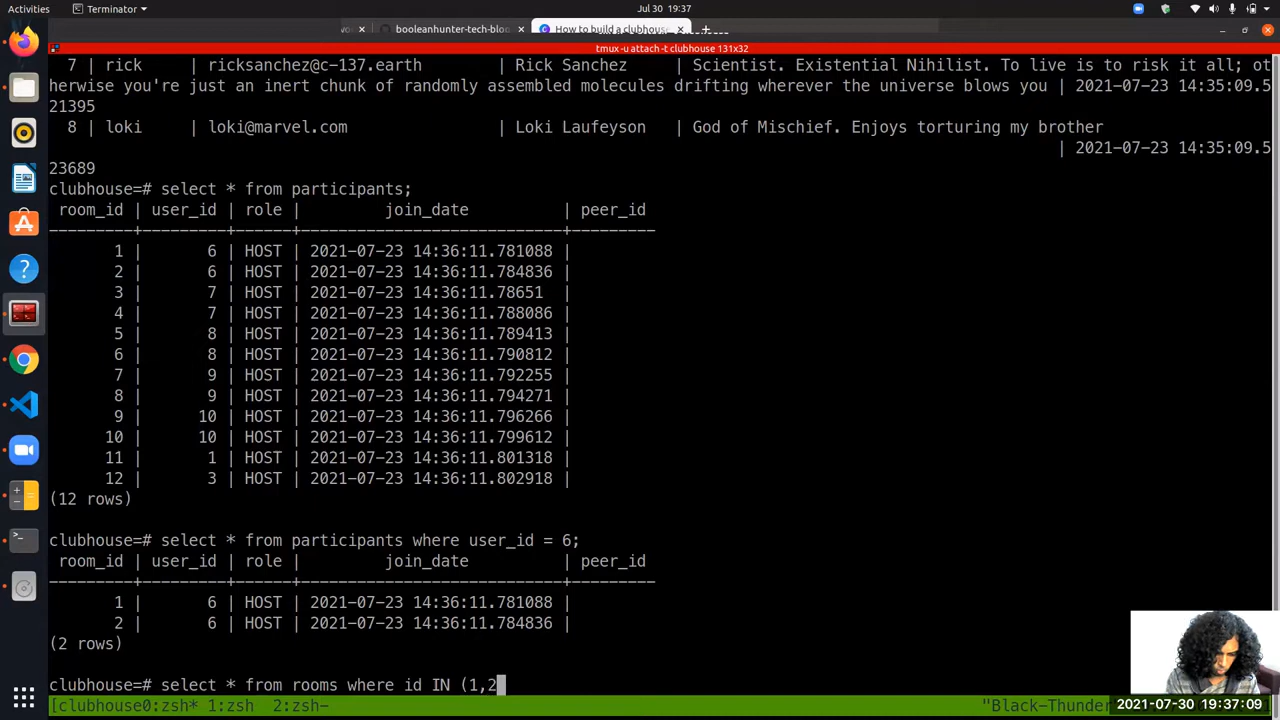 Activities Terminator Jul 30 19:37
booleanhunter-tech-blo × How to build a clubhouse × +
tmux -u attach -t clubhouse 131x32
7 | rick | ricksanchez@c-137.earth | Rick Sanchez | Scientist. Existential Nihilist. To live is to risk it all; ot
herwise you're just an inert chunk of randomly assembled molecules drifting wherever the universe blows you | 2021-07-23 14:35:09.5
21395
8 | loki | loki@marvel.com | Loki Laufeyson | God of Mischief. Enjoys torturing my brother
| 2021-07-23 14:35:09.5
23689
clubhouse=# select * from participants;
room_id | user_id | role | join_date | peer_id
---------+---------+------+----------------------------+---------
1 | 6 | HOST | 2021-07-23 14:36:11.781088 |
2 | 6 | HOST | 2021-07-23 14:36:11.784836 |
3 | 7 | HOST | 2021-07-23 14:36:11.78651 |
4 | 7 | HOST | 2021-07-23 14:36:11.788086 |
5 | 8 | HOST | 2021-07-23 14:36:11.789413 |
6 | 8 | HOST | 2021-07-23 14:36:11.790812 |
7 | 9 | HOST | 2021-07-23 14:36:11.792255 |
8 | 9 | HOST | 2021-07-23 14:36:11.794271 |
9 | 10 | HOST | 2021-07-23 14:36:11.796266 |
10 | 10 | HOST | 2021-07-23 14:36:11.799612 |
11 | 1 | HOST | 2021-07-23 14:36:11.801318 |
12 | 3 | HOST | 2021-07-23 14:36:11.802918 |
(12 rows)
clubhouse=# select * from participants where user_id = 6;
room_id | user_id | role | join_date | peer_id
---------+---------+------+----------------------------+---------
1 | 6 | HOST | 2021-07-23 14:36:11.781088 |
2 | 6 | HOST | 2021-07-23 14:36:11.784836 |
(2 rows)
clubhouse=# select * from rooms where id IN (1,2
[clubhouse0:zsh* 1:zsh 2:zsh- "Black-Thunder
2021-07-30 19:37:09